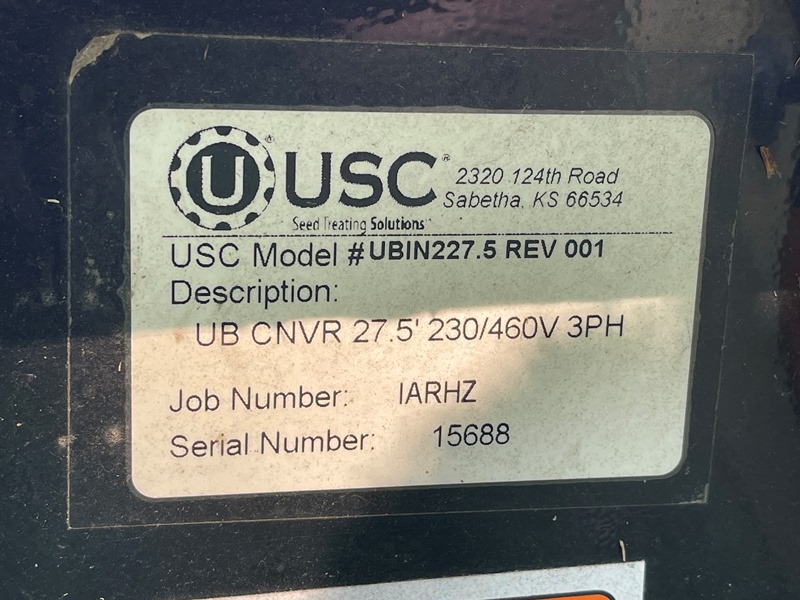 U USC® 2320 124th Road
Sabetha, KS 66534
Seed Treating Solutions™
USC Model # UBIN227.5 REV 001
Description:
UB CNVR 27.5' 230/460V 3PH
Job Number: IARHZ
Serial Number: 15688